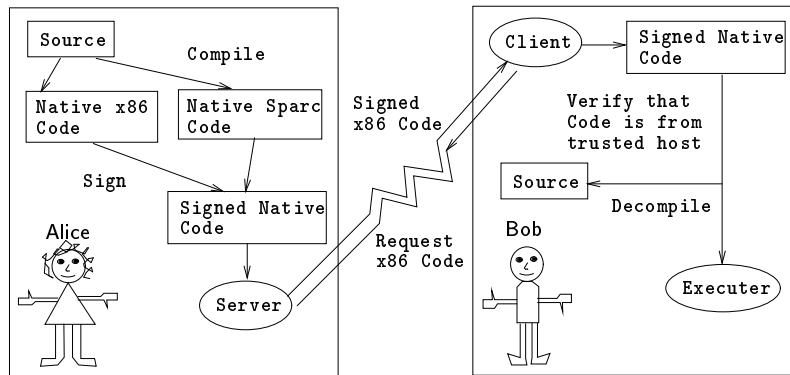 Source
Compile
Native x86
Code
Native Sparc
Code
Sign
Signed Native
Code
Alice
Server
Signed
x86 Code
Request
x86 Code
Client
Signed Native
Code
Verify that
Code is from
trusted host
Source
Decompile
Bob
Executer